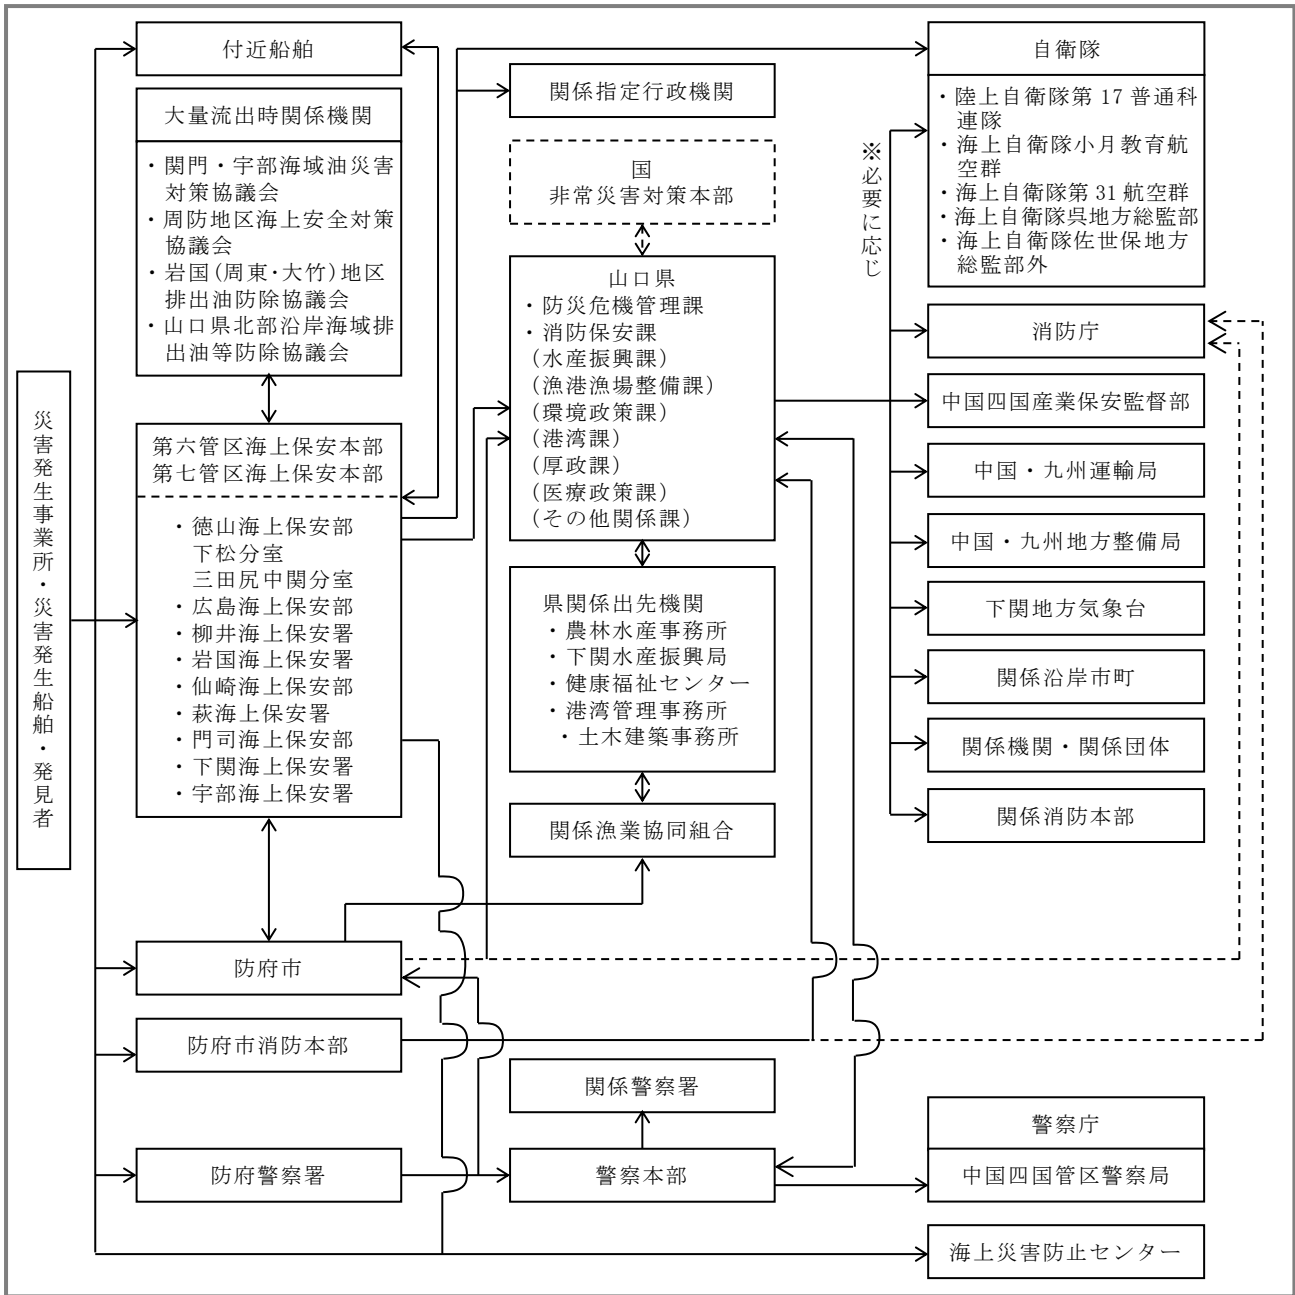 災害発生事業所・災害発生船舶・発見者
付近船舶
大量流出時関係機関
・関門・宇部海域油災害
対策協議会
・周防地区海上安全対策
協議会
・岩国(周東・大竹)地区
排出油防除協議会
・山口県北部沿岸海域排
出油等防除協議会
第六管区海上保安本部
第七管区海上保安本部
・徳山海上保安部
下松分室
三田尻中関分室
・広島海上保安部
・柳井海上保安署
・岩国海上保安署
・仙崎海上保安部
・萩海上保安署
・門司海上保安部
・下関海上保安署
・宇部海上保安署
防府市
防府市消防本部
防府警察署
関係指定行政機関
国
非常災害対策本部
山口県
・防災危機管理課
・消防保安課
(水産振興課)
(漁港漁場整備課)
(環境政策課)
(港湾課)
(厚政課)
(医療政策課)
(その他関係課)
県関係出先機関
・農林水産事務所
・下関水産振興局
・健康福祉センター
・港湾管理事務所
・土木建築事務所
関係漁業協同組合
関係警察署
警察本部
※必要に応じ
自衛隊
・陸上自衛隊第 17 普通科
連隊
・海上自衛隊小月教育航
空群
・海上自衛隊第 31 航空群
・海上自衛隊呉地方総監部
・海上自衛隊佐世保地方
総監部外
消防庁
中国四国産業保安監督部
中国・九州運輸局
中国・九州地方整備局
下関地方気象台
関係沿岸市町
関係機関・関係団体
関係消防本部
警察庁
中国四国管区警察局
海上災害防止センター